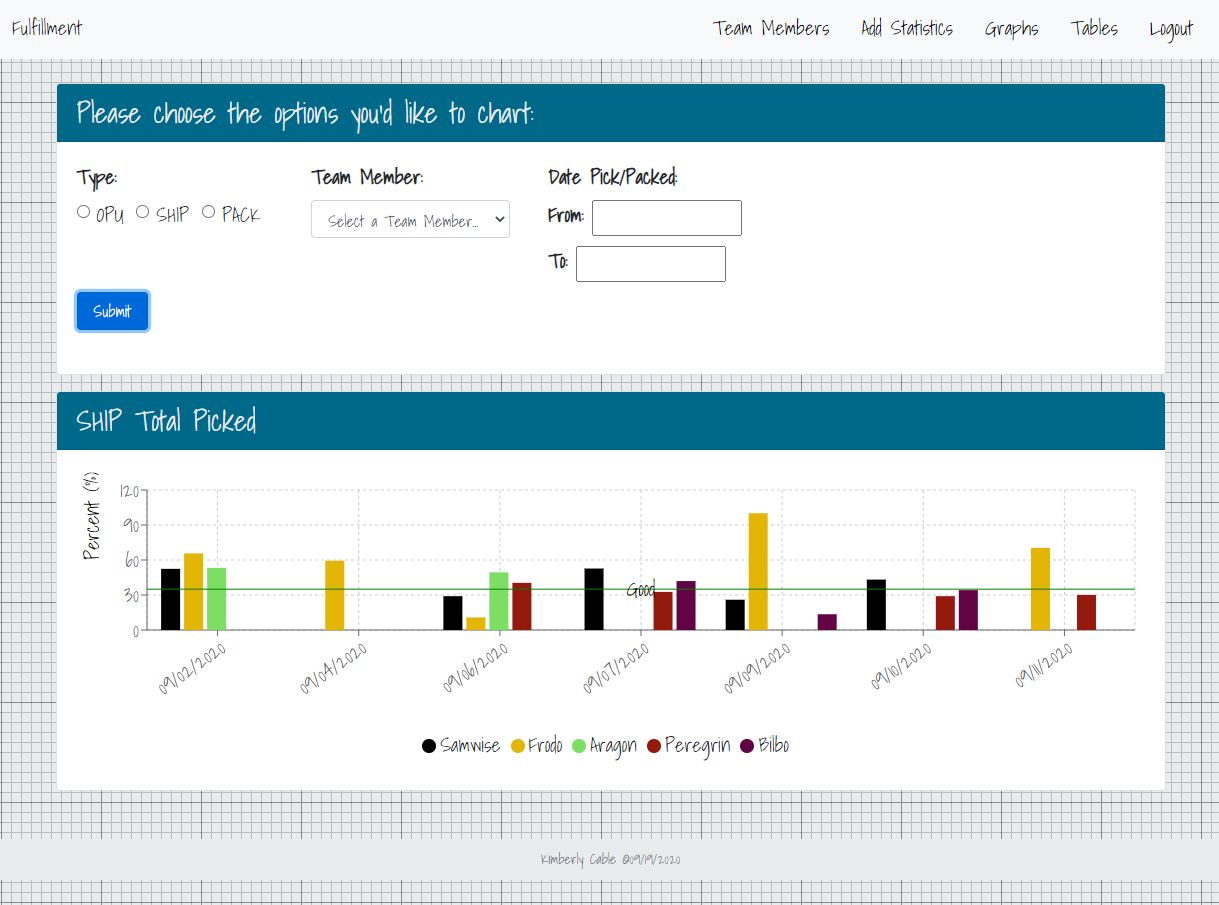 Fulfillment Team Members Add Statistics Graphs Tables Logout
Please choose the options you'd like to chart:
Type: Team Member: Date Pick/Packed:
OPU SHIP PACK Select a Team Member... From:
To:
Submit
SHIP Total Picked
Percent (%)
120
90
60
30
0
Good
09/02/2020 09/04/2020 09/06/2020 09/07/2020 09/09/2020 09/10/2020 09/11/2020
Samwise Frodo Aragon Peregrin Bilbo
Kimberly Cable @09/19/2020